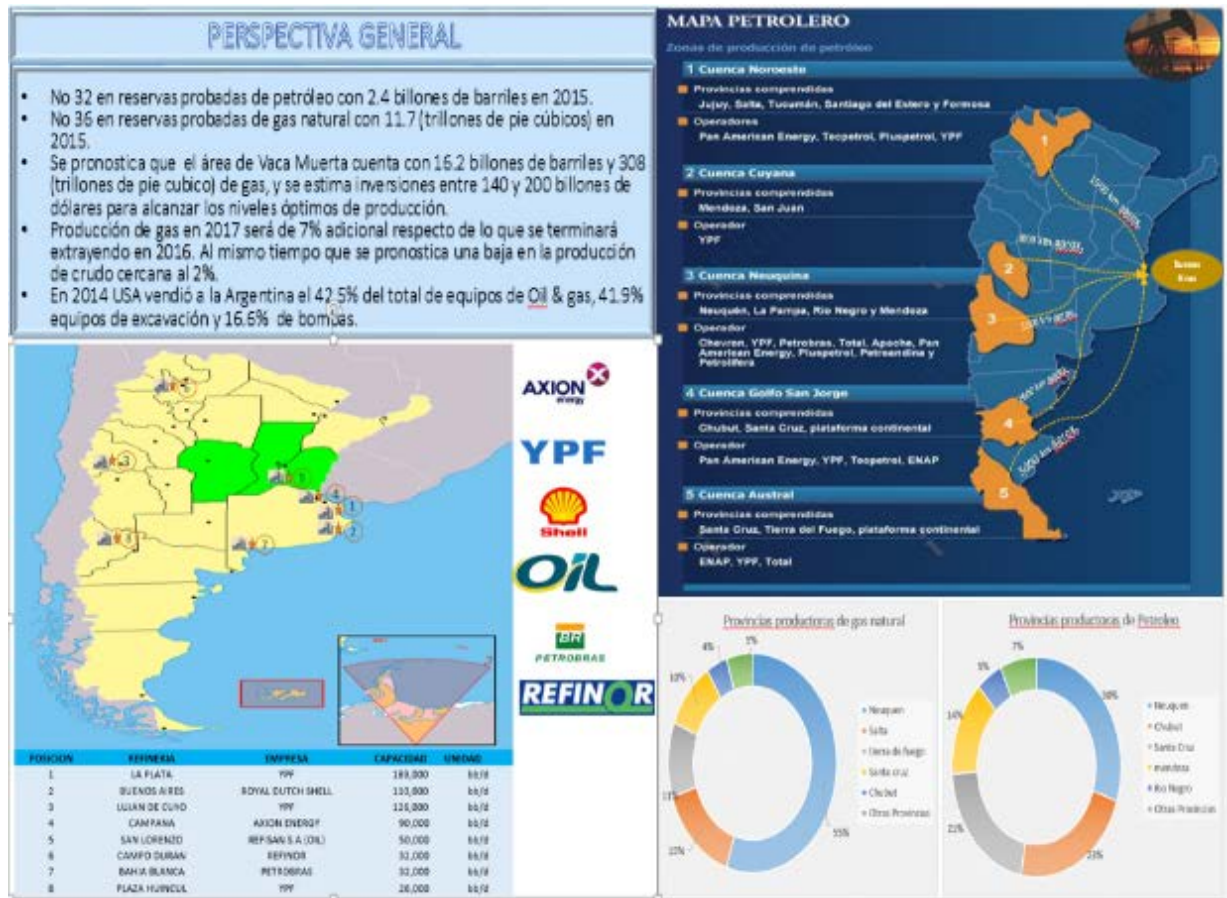 PERSPECTIVA GENERAL
• No 32 en reservas probadas de petróleo con 2.4 billones de barriles en 2015.
• No 36 en reservas probadas de gas natural con 11.7 (trillones de pie cúbicos) en
2015.
• Se pronostica que el área de Vaca Muerta cuenta con 16.2 billones de barriles y 308
(trillones de pie cubico) de gas, y se estima inversiones entre 140 y 200 billones de
dólares para alcanzar los niveles óptimos de producción.
• Producción de gas en 2017 será de 7% adicional respecto de lo que se terminará
extrayendo en 2016. Al mismo tiempo que se pronostica una baja en la producción
de crudo cercana al 2%.
• En 2014 USA vendió a la Argentina el 42.5% del total de equipos de Oil & gas, 41.9%
equipos de excavación y 16.6% de bombas.
MAPA PETROLERO
Zonas de producción de petróleo
1 Cuenca Noroeste
Provincias comprendidas
Jujuy, Salta, Tucumán, Santiago del Estero y Formosa
Operadores
Pan American Energy, Tecpetrol, Pluspetrol, YPF
2 Cuenca Cuyana
Provincias comprendidas
Mendoza, San Juan
Operador
YPF
3 Cuenca Neuquina
Provincias comprendidas
Neuquén, La Pampa, Río Negro y Mendoza
Operador
Chevron, YPF, Petrobras, Total, Apache, Pan
American Energy, Pluspetrol, Petroandina y
Petrolífera
4 Cuenca Golfo San Jorge
Provincias comprendidas
Chubut, Santa Cruz, plataforma continental
Operador
Pan American Energy, YPF, Tecpetrol, ENAP
5 Cuenca Austral
Provincias comprendidas
Santa Cruz, Tierra del Fuego, plataforma continental
Operador
ENAP, YPF, Total
1
2
3
4
5
Buenos
Aires
AXION
energy
YPF
Shell
OiL
BR
PETROBRAS
REFINOR
POSICION REFINERIA EMPRESA CAPACIDAD UNIDAD
1 LA PLATA YPF 189,000 bb/d
2 BUENOS AIRES ROYAL DUTCH SHELL 110,000 bb/d
3 LUJAN DE CUYO YPF 126,000 bb/d
4 CAMPANA AXION ENERGY 90,000 bb/d
5 SAN LORENZO REFISAN S.A (OIL) 50,000 bb/d
6 CAMPO DURAN REFINOR 32,000 bb/d
7 BAHIA BLANCA PETROBRAS 32,000 bb/d
8 PLAZA HUINCUL YPF 26,000 bb/d
Provincias productoras de gas natural
4%
10%
55%
Neuquen
Salta
tierra de fuego
Santa cruz
Chubut
Otras Provincias
Provincias productoras de Petroleo
7%
5%
14%
21%
23%
30%
Neuquen
Chubut
Santa Cruz
mendoza
Rio Negro
Otras Provincias